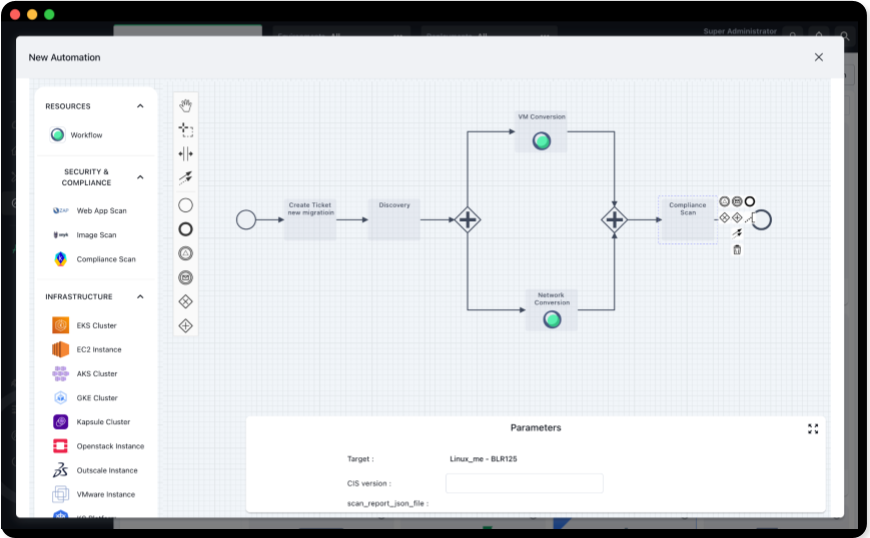 Super Administrator
New Automation
RESOURCES
Workflow
SECURITY &
COMPLIANCE
Web App Scan
Image Scan
Compliance Scan
INFRASTRUCTURE
EKS Cluster
EC2 Instance
AKS Cluster
GKE Cluster
Kapsule Cluster
Openstack Instance
Outscale Instance
VMware Instance
VM Conversion
Create Ticket
new migratioin
Discovery
Compliance
Scan
Network
Conversion
Parameters
Target :
Linux_me - BLR125
CIS version :
scan_report_json_file :